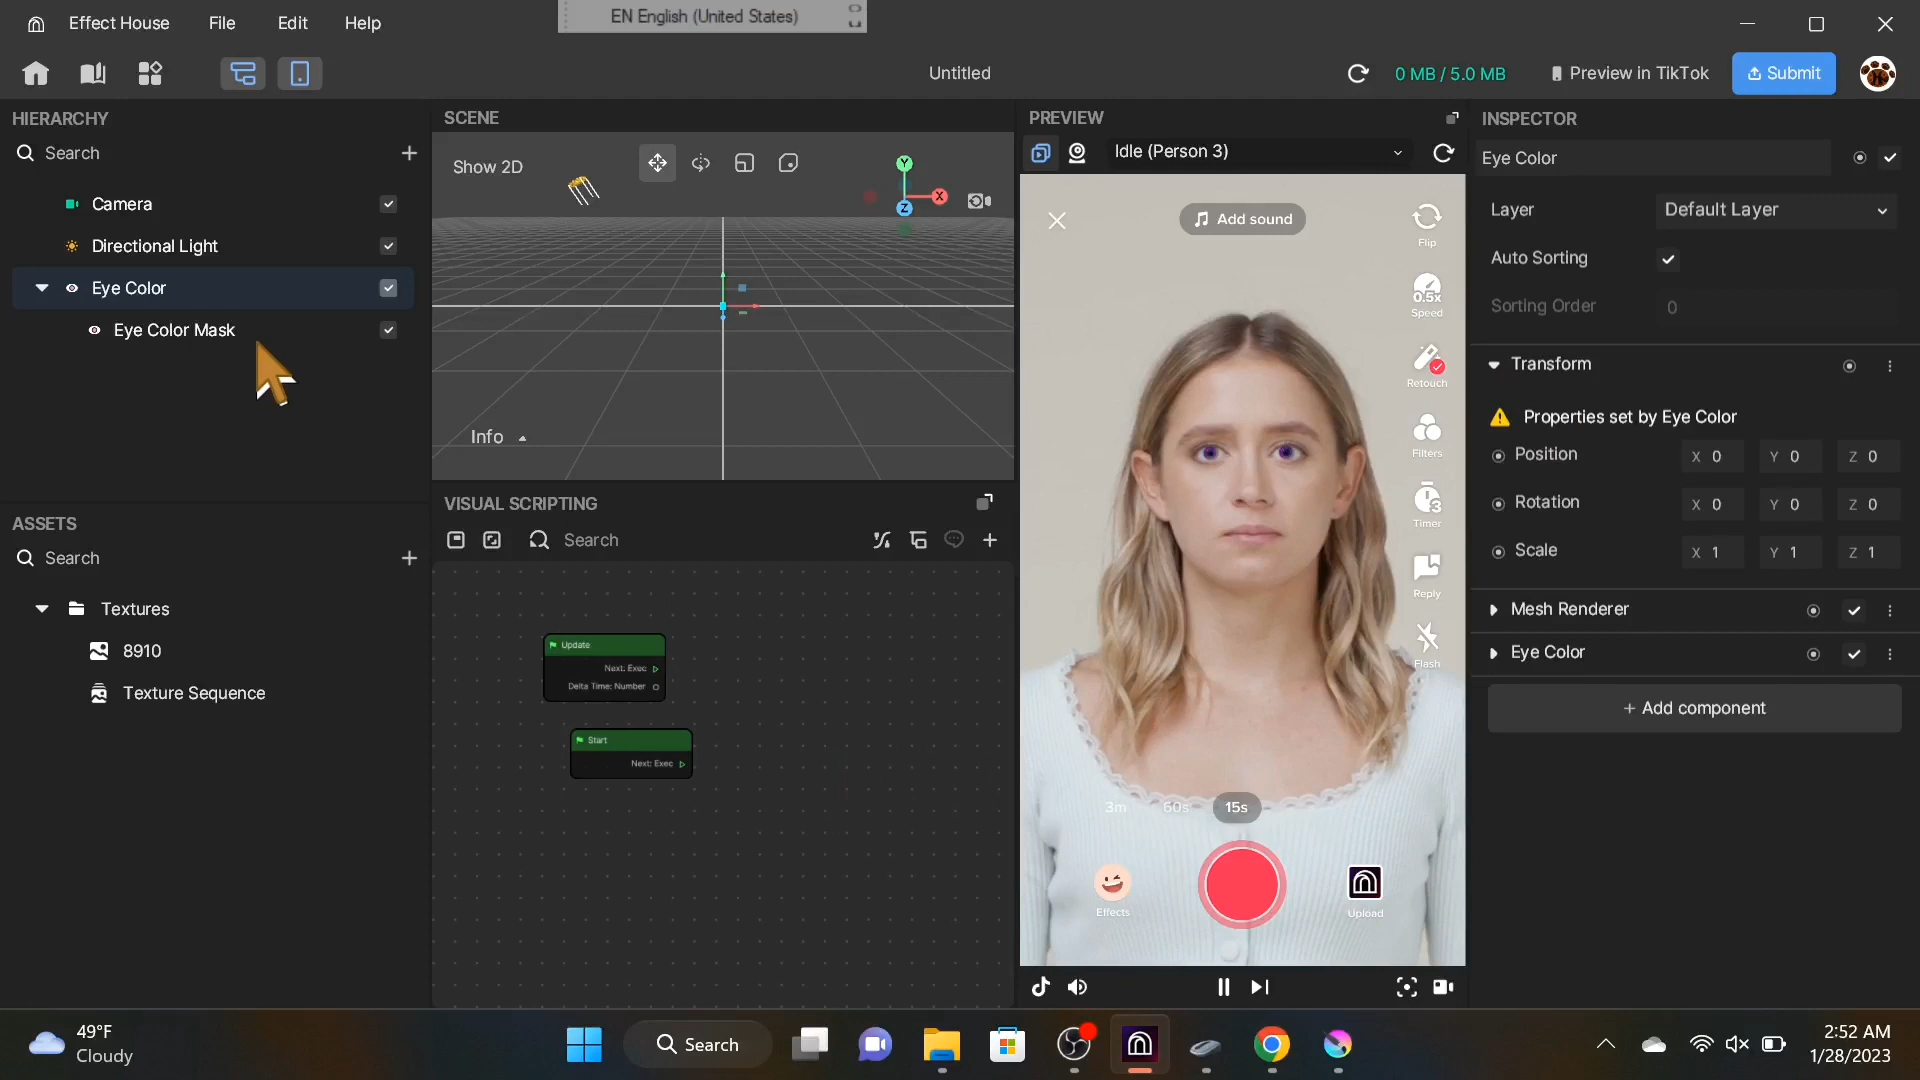 Effect House
File
Edit
Help
EN English (United States)
Untitled
0 MB / 5.0 MB
Preview in TikTok
Submit
HIERARCHY
Search
Camera
Directional Light
Eye Color
Eye Color Mask
ASSETS
Search
Textures
8910
Texture Sequence
SCENE
Show 2D
Y
X
Z
Info
VISUAL SCRIPTING
Search
Update
Next: Exec
Delta Time: Number
Start
Next: Exec
PREVIEW
Idle (Person 3)
Add sound
Flip
0.5x
Speed
Retouch
Filters
3
Timer
Reply
Flash
3m
60s
15s
Effects
Upload
INSPECTOR
Eye Color
Layer
Default Layer
Auto Sorting
Sorting Order
0
Transform
Properties set by Eye Color
Position
X 0
Y 0
Z 0
Rotation
X 0
Y 0
Z 0
Scale
X 1
Y 1
Z 1
Mesh Renderer
Eye Color
+ Add component
49°F
Cloudy
Search
2:52 AM
1/28/2023